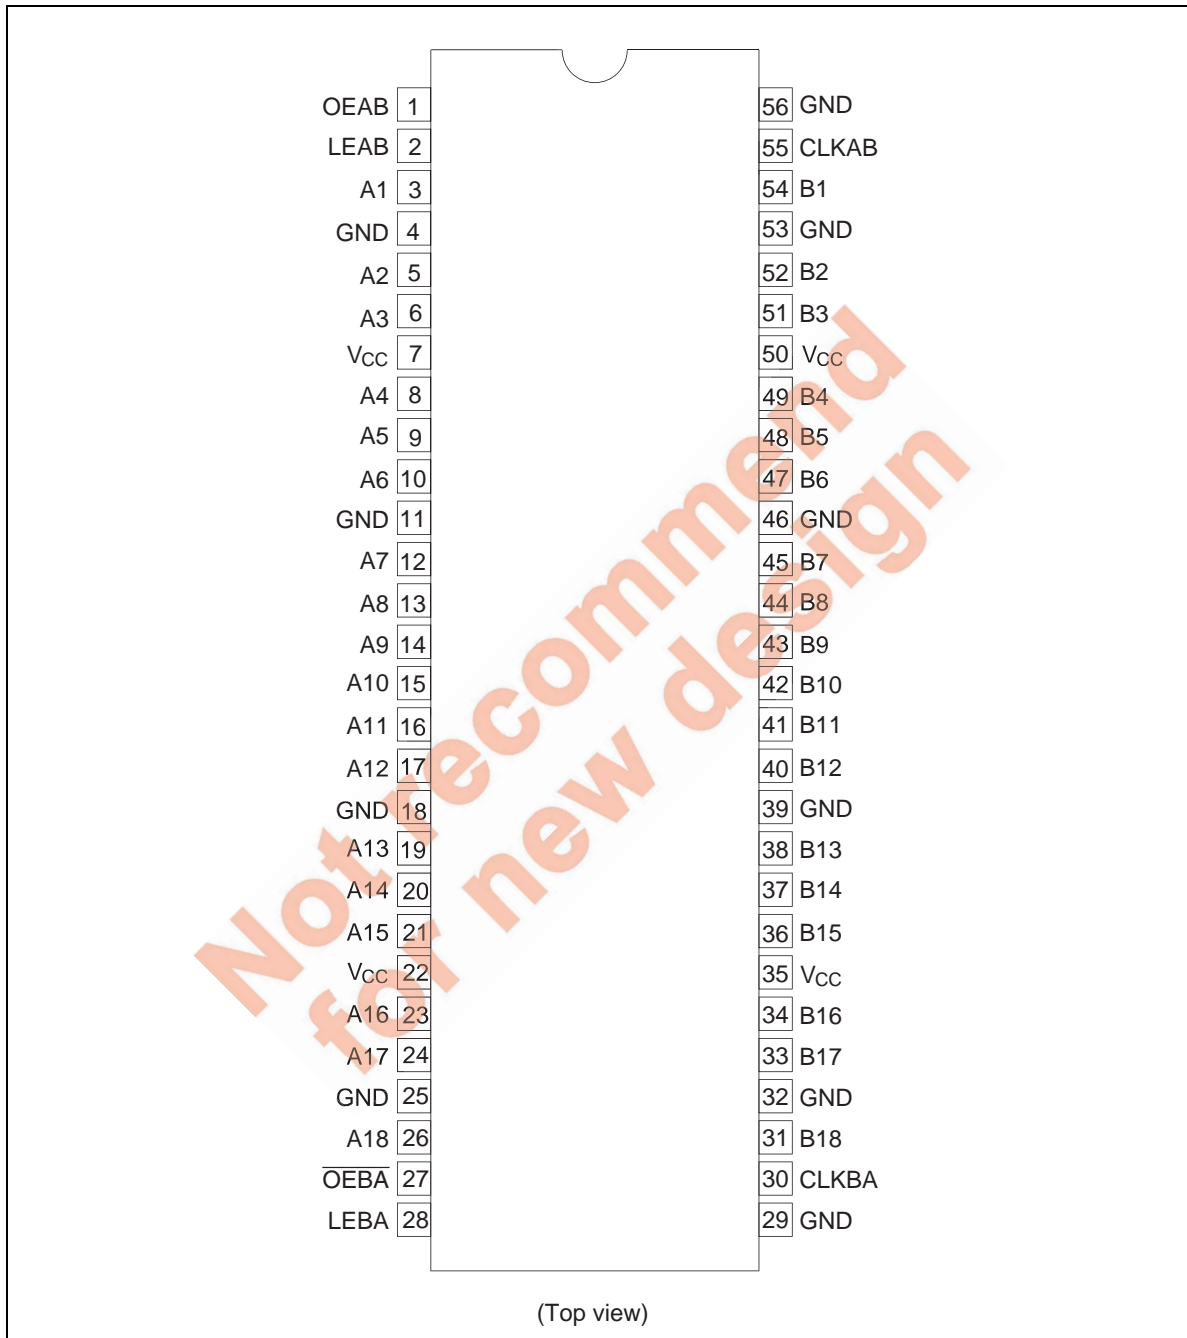 OEAB 1 56 GND
LEAB 2 55 CLKAB
A1 3 54 B1
GND 4 53 GND
A2 5 52 B2
A3 6 51 B3
VCC 7 50 VCC
A4 8 49 B4
A5 9 48 B5
A6 10 47 B6
GND 11 46 GND
A7 12 45 B7
A8 13 44 B8
A9 14 43 B9
A10 15 42 B10
A11 16 41 B11
A12 17 40 B12
GND 18 39 GND
A13 19 38 B13
A14 20 37 B14
A15 21 36 B15
VCC 22 35 VCC
A16 23 34 B16
A17 24 33 B17
GND 25 32 GND
A18 26 31 B18
O̅E̅B̅A̅ 27 30 CLKBA
LEBA 28 29 GND
(Top view)
Not recommend
for new design